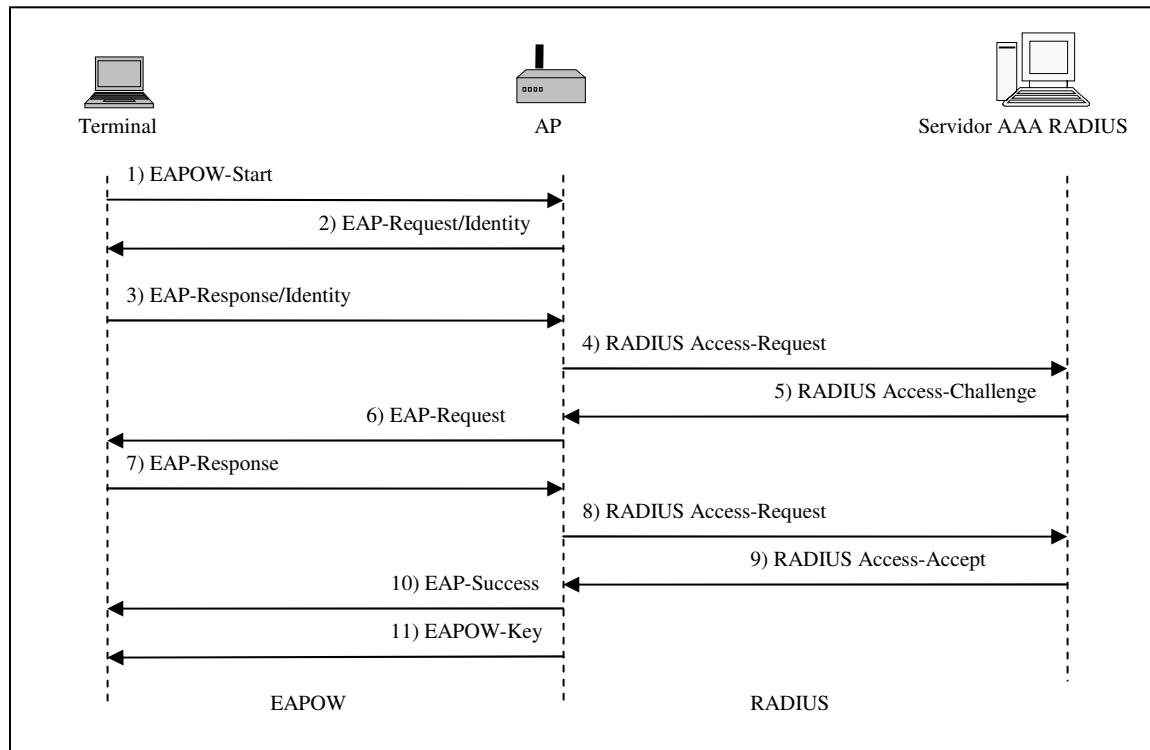 Terminal
AP
Servidor AAA RADIUS
1) EAPOW-Start
2) EAP-Request/Identity
3) EAP-Response/Identity
4) RADIUS Access-Request
5) RADIUS Access-Challenge
6) EAP-Request
7) EAP-Response
8) RADIUS Access-Request
9) RADIUS Access-Accept
10) EAP-Success
11) EAPOW-Key
EAPOW
RADIUS